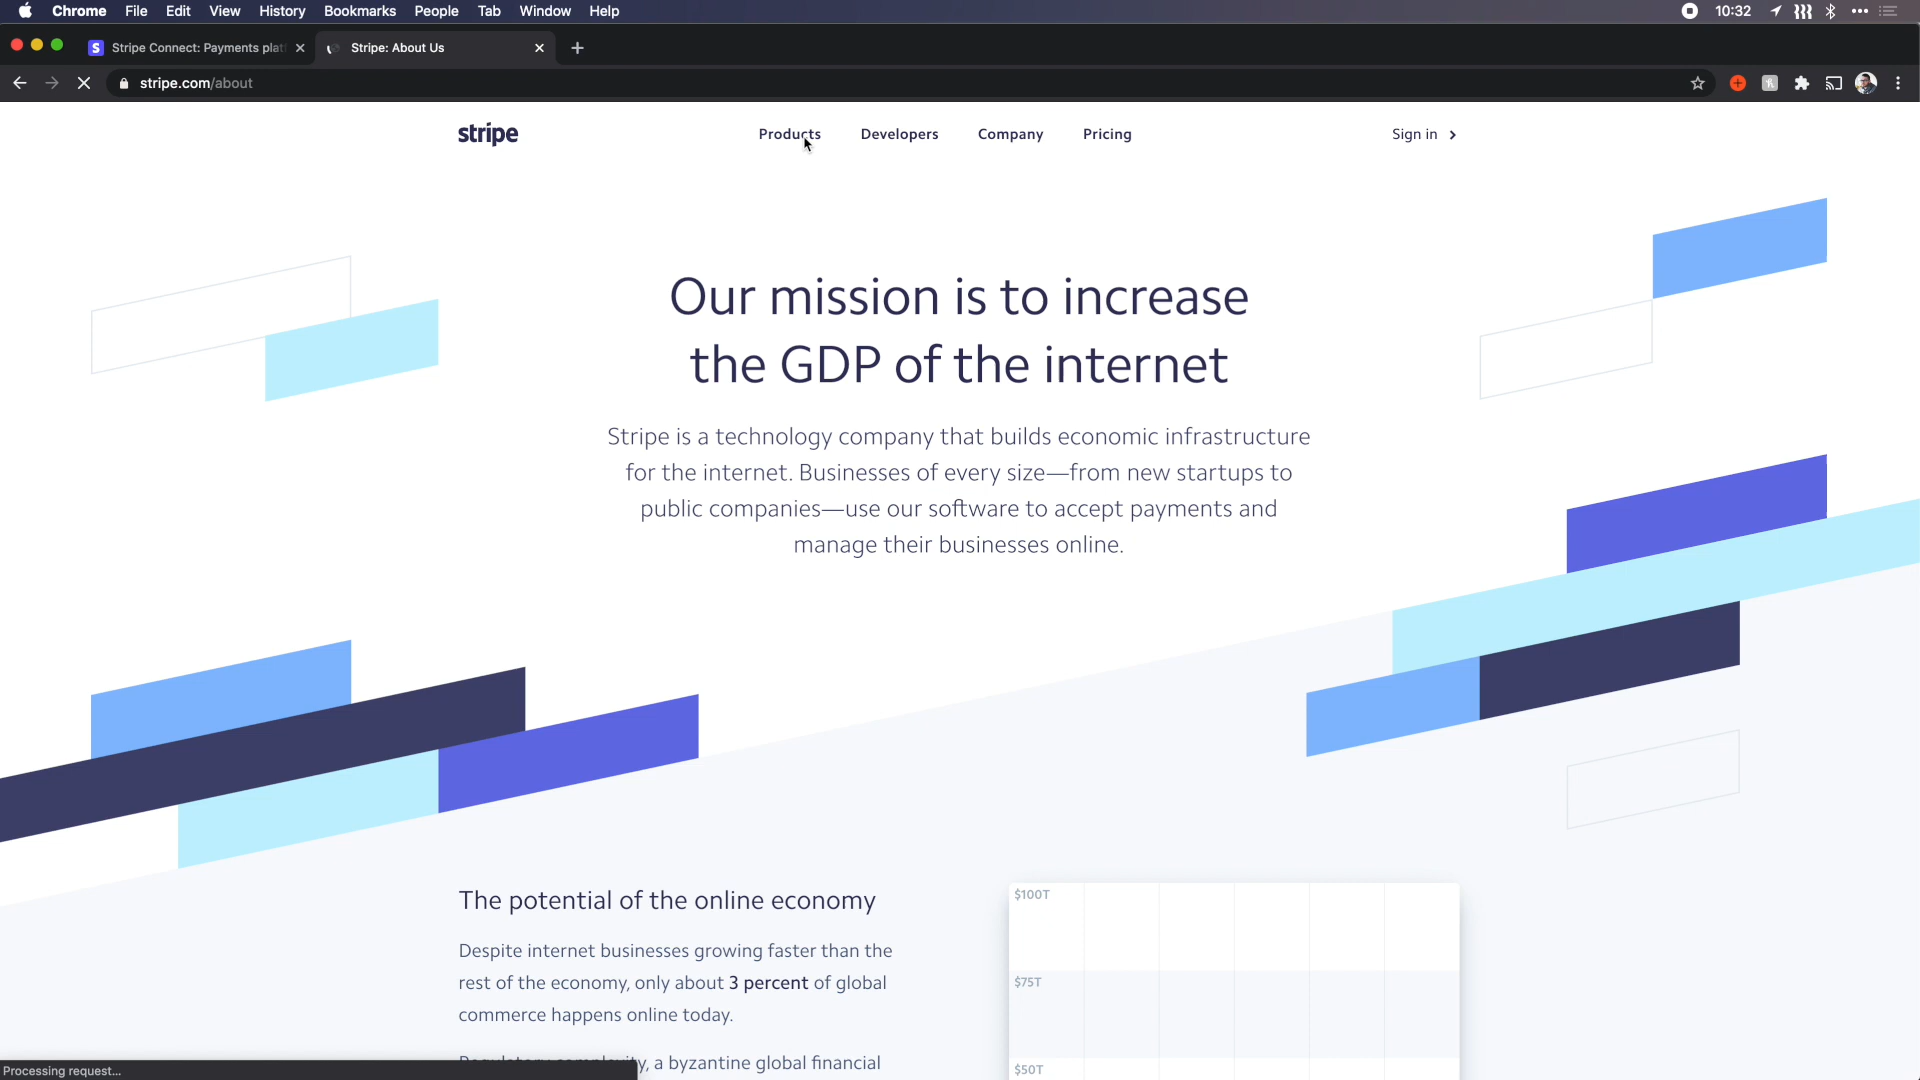 Chrome File Edit View History Bookmarks People Tab Window Help 10:32
S Stripe Connect: Payments plat Stripe: About Us
stripe.com/about
stripe Products Developers Company Pricing Sign in
Our mission is to increase
the GDP of the internet
Stripe is a technology company that builds economic infrastructure
for the internet. Businesses of every size—from new startups to
public companies—use our software to accept payments and
manage their businesses online.
The potential of the online economy
Despite internet businesses growing faster than the
rest of the economy, only about 3 percent of global
commerce happens online today.
Regulatory complexity, a byzantine global financial
$100T
$75T
$50T
Processing request...